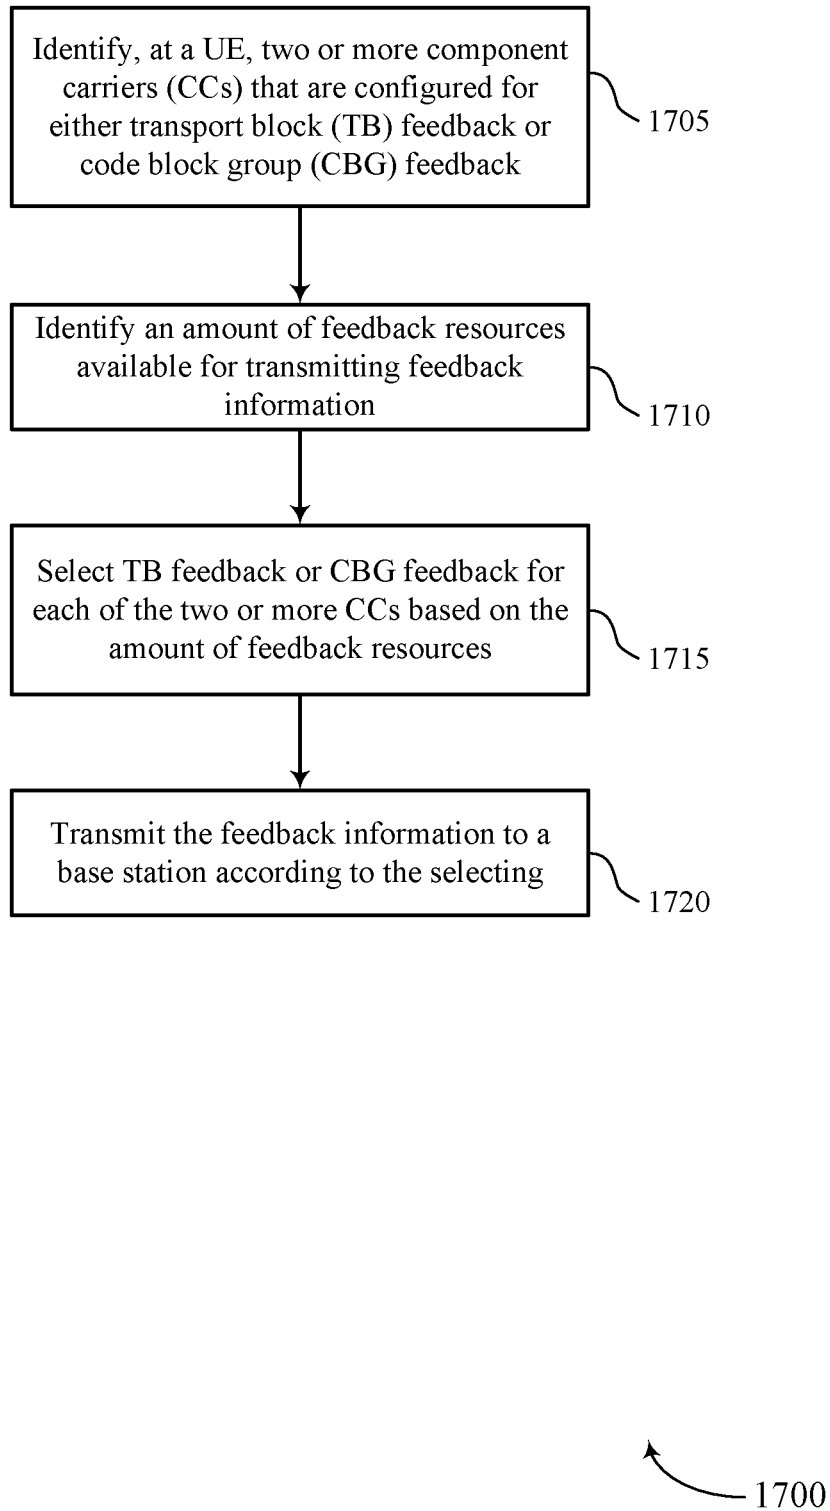 Identify, at a UE, two or more component
carriers (CCs) that are configured for
either transport block (TB) feedback or
code block group (CBG) feedback
1705
Identify an amount of feedback resources
available for transmitting feedback
information
1710
Select TB feedback or CBG feedback for
each of the two or more CCs based on the
amount of feedback resources
1715
Transmit the feedback information to a
base station according to the selecting
1720
1700